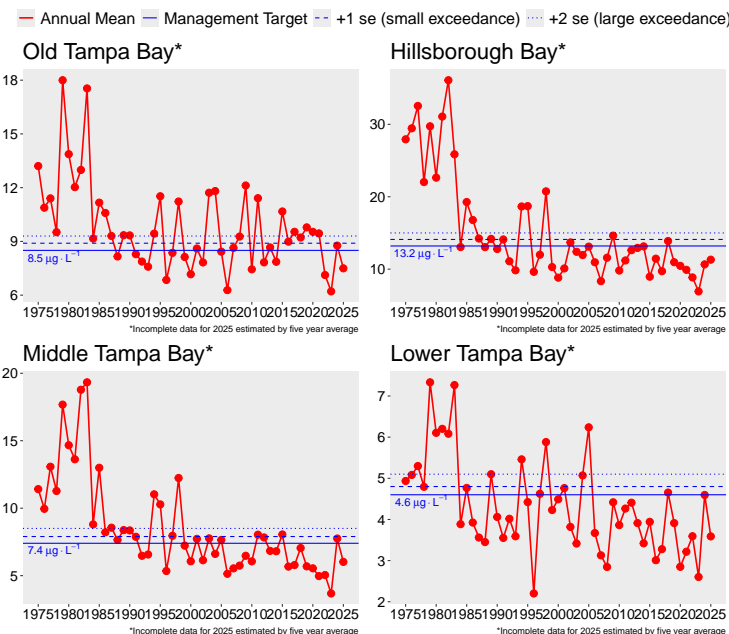 Annual Mean Management Target +1 se (small exceedance) +2 se (large exceedance)
Old Tampa Bay*
18
15
12
9
6
8.5 μg · L⁻¹
1975 1980 1985 1990 1995 2000 2005 2010 2015 2020 2025
*Incomplete data for 2025 estimated by five year average
Hillsborough Bay*
30
20
10
13.2 μg · L⁻¹
1975 1980 1985 1990 1995 2000 2005 2010 2015 2020 2025
*Incomplete data for 2025 estimated by five year average
Middle Tampa Bay*
20
15
10
5
7.4 μg · L⁻¹
1975 1980 1985 1990 1995 2000 2005 2010 2015 2020 2025
*Incomplete data for 2025 estimated by five year average
Lower Tampa Bay*
7
6
5
4
3
2
4.6 μg · L⁻¹
1975 1980 1985 1990 1995 2000 2005 2010 2015 2020 2025
*Incomplete data for 2025 estimated by five year average